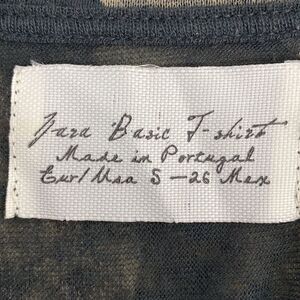 Zara Basic T-shirt
Made in Portugal
Eur/Usa S - 26 Mex